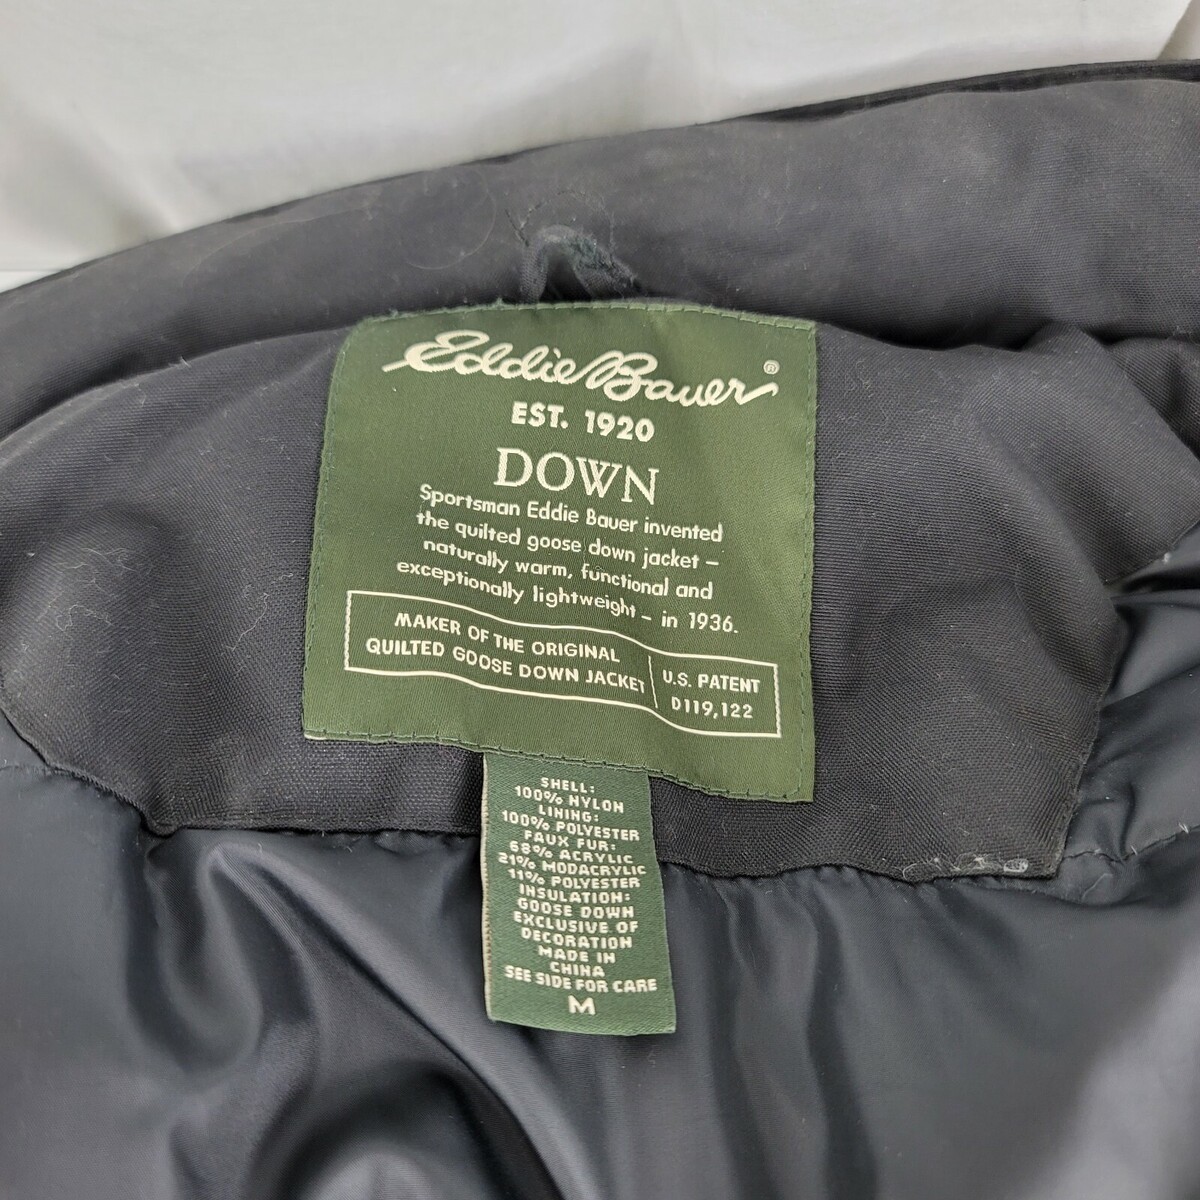 Eddie Bauer®
EST. 1920
DOWN
Sportsman Eddie Bauer invented
the quilted goose down jacket –
naturally warm, functional and
exceptionally lightweight – in 1936.
MAKER OF THE ORIGINAL
QUILTED GOOSE DOWN JACKET
U.S. PATENT
D119,122
SHELL:
100% NYLON
LINING:
100% POLYESTER
FAUX FUR:
68% ACRYLIC
21% MODACRYLIC
11% POLYESTER
INSULATION:
GOOSE DOWN
EXCLUSIVE OF
DECORATION
MADE IN
CHINA
SEE SIDE FOR CARE
M